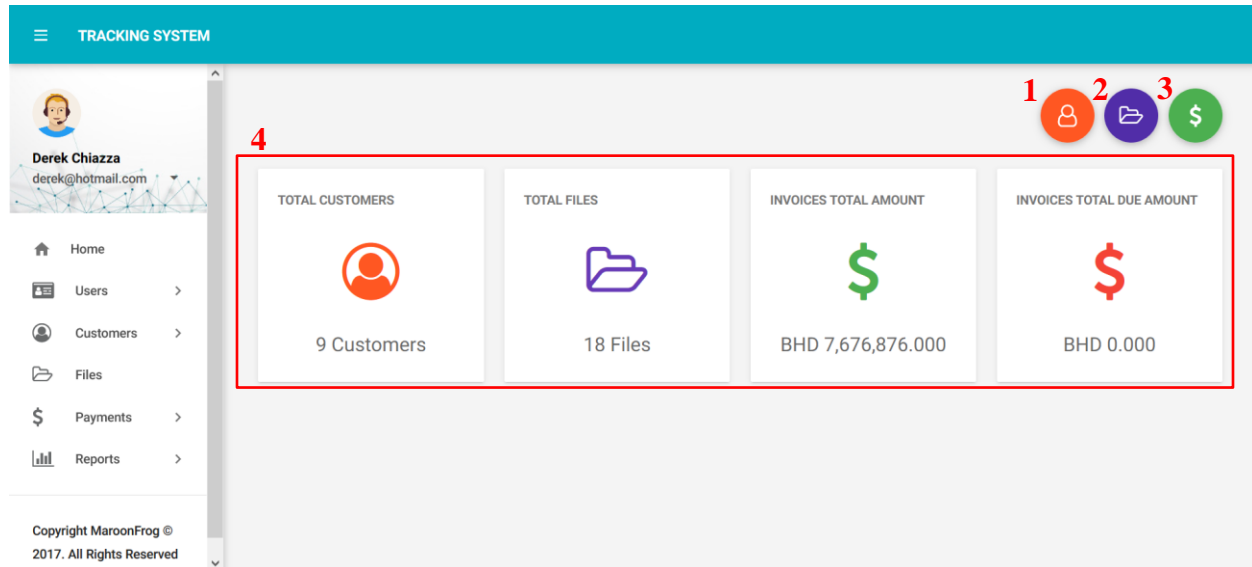 TRACKING SYSTEM
Derek Chiazza
derek@hotmail.com
Home
Users
Customers
Files
$ Payments
Reports
Copyright MaroonFrog ©
2017. All Rights Reserved
1 2 3
$
4
TOTAL CUSTOMERS
9 Customers
TOTAL FILES
18 Files
INVOICES TOTAL AMOUNT
$
BHD 7,676,876.000
INVOICES TOTAL DUE AMOUNT
$
BHD 0.000